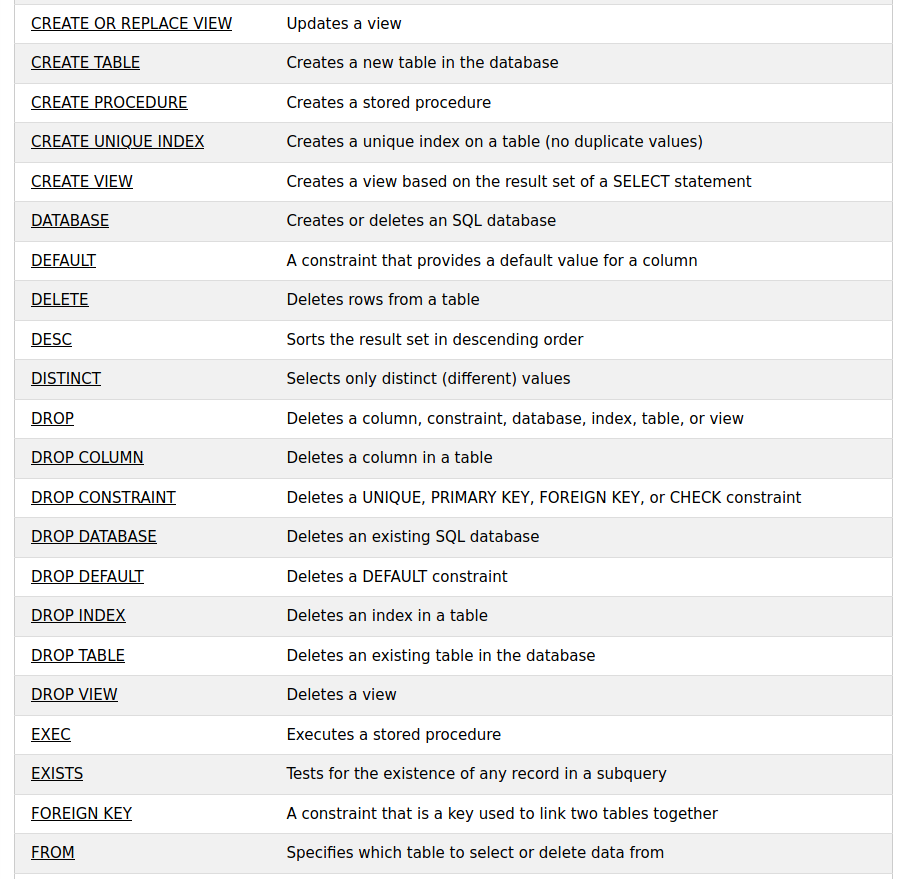 CREATE OR REPLACE VIEW Updates a view
CREATE TABLE Creates a new table in the database
CREATE PROCEDURE Creates a stored procedure
CREATE UNIQUE INDEX Creates a unique index on a table (no duplicate values)
CREATE VIEW Creates a view based on the result set of a SELECT statement
DATABASE Creates or deletes an SQL database
DEFAULT A constraint that provides a default value for a column
DELETE Deletes rows from a table
DESC Sorts the result set in descending order
DISTINCT Selects only distinct (different) values
DROP Deletes a column, constraint, database, index, table, or view
DROP COLUMN Deletes a column in a table
DROP CONSTRAINT Deletes a UNIQUE, PRIMARY KEY, FOREIGN KEY, or CHECK constraint
DROP DATABASE Deletes an existing SQL database
DROP DEFAULT Deletes a DEFAULT constraint
DROP INDEX Deletes an index in a table
DROP TABLE Deletes an existing table in the database
DROP VIEW Deletes a view
EXEC Executes a stored procedure
EXISTS Tests for the existence of any record in a subquery
FOREIGN KEY A constraint that is a key used to link two tables together
FROM Specifies which table to select or delete data from